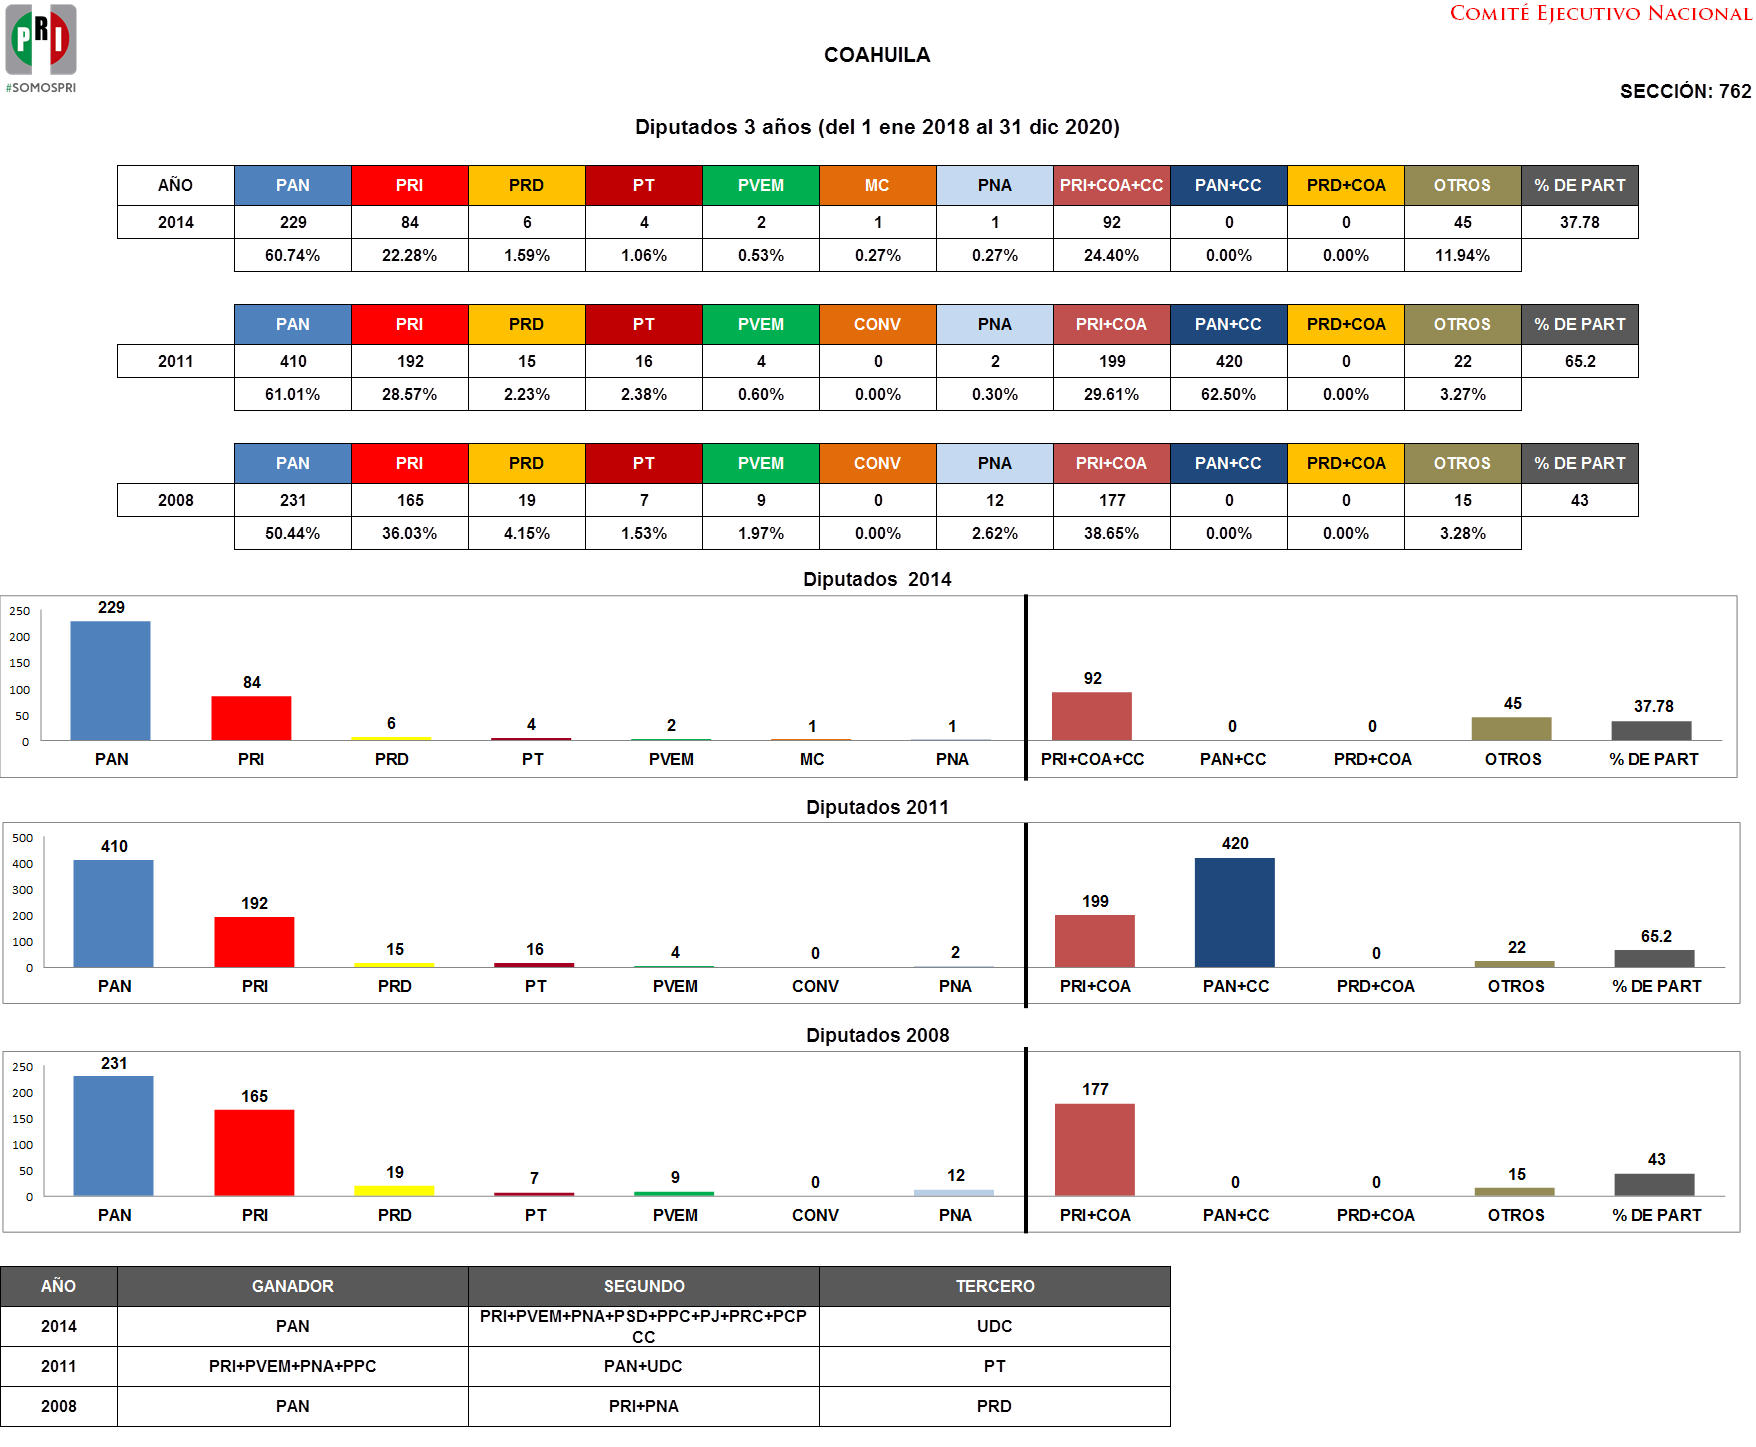 PRI
#SOMOSPRI
COMITÉ EJECUTIVO NACIONAL
COAHUILA
SECCIÓN: 762
Diputados 3 años (del 1 ene 2018 al 31 dic 2020)
AÑO PAN PRI PRD PT PVEM MC PNA PRI+COA+CC PAN+CC PRD+COA OTROS % DE PART
2014 229 84 6 4 2 1 1 92 0 0 45 37.78
60.74% 22.28% 1.59% 1.06% 0.53% 0.27% 0.27% 24.40% 0.00% 0.00% 11.94%
PAN PRI PRD PT PVEM CONV PNA PRI+COA PAN+CC PRD+COA OTROS % DE PART
2011 410 192 15 16 4 0 2 199 420 0 22 65.2
61.01% 28.57% 2.23% 2.38% 0.60% 0.00% 0.30% 29.61% 62.50% 0.00% 3.27%
PAN PRI PRD PT PVEM CONV PNA PRI+COA PAN+CC PRD+COA OTROS % DE PART
2008 231 165 19 7 9 0 12 177 0 0 15 43
50.44% 36.03% 4.15% 1.53% 1.97% 0.00% 2.62% 38.65% 0.00% 0.00% 3.28%
Diputados 2014
250
200
150
100
50
0
229 84 6 4 2 1 1 92 0 0 45 37.78
PAN PRI PRD PT PVEM MC PNA PRI+COA+CC PAN+CC PRD+COA OTROS % DE PART
Diputados 2011
500
400
300
200
100
0
410 192 15 16 4 0 2 199 420 0 22 65.2
PAN PRI PRD PT PVEM CONV PNA PRI+COA PAN+CC PRD+COA OTROS % DE PART
Diputados 2008
250
200
150
100
50
0
231 165 19 7 9 0 12 177 0 0 15 43
PAN PRI PRD PT PVEM CONV PNA PRI+COA PAN+CC PRD+COA OTROS % DE PART
AÑO GANADOR SEGUNDO TERCERO
2014 PAN PRI+PVEM+PNA+PSD+PPC+PJ+PRC+PCP CC UDC
2011 PRI+PVEM+PNA+PPC PAN+UDC PT
2008 PAN PRI+PNA PRD